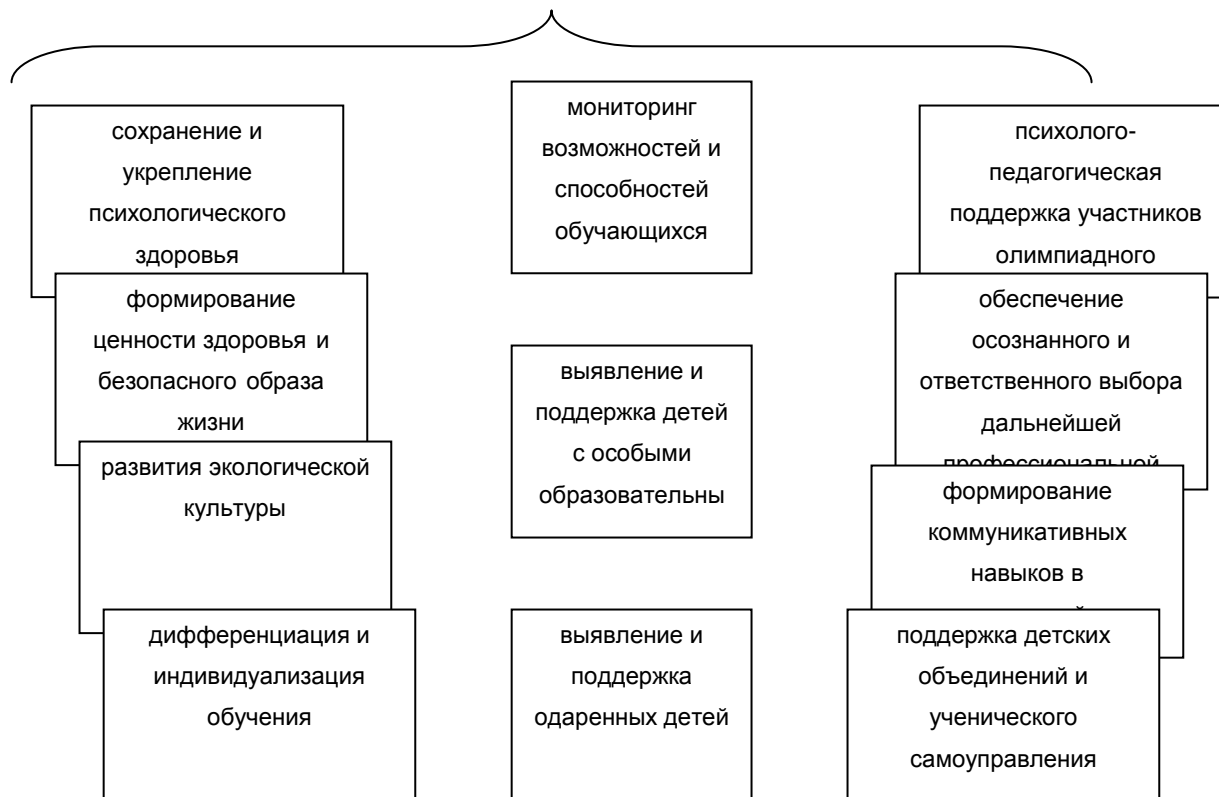 сохранение и
укрепление
психологического
здоровья
формирование
ценности здоровья и
безопасного образа
жизни
развития экологической
культуры
дифференциация и
индивидуализация
обучения
мониторинг
возможностей и
способностей
обучающихся
выявление и
поддержка детей
с особыми
образовательны
выявление и
поддержка
одаренных детей
психолого-
педагогическая
поддержка участников
олимпиадного
обеспечение
осознанного и
ответственного выбора
дальнейшей
профессиональной
формирование
коммуникативных
навыков в
поддержка детских
объединений и
ученического
самоуправления